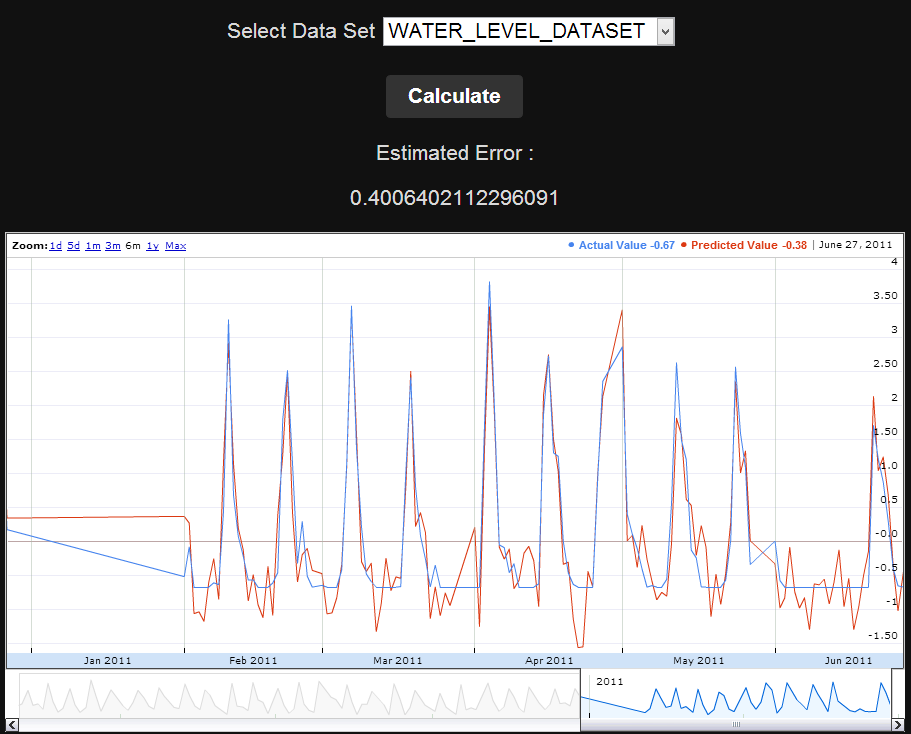 Select Data Set WATER_LEVEL_DATASET
Calculate
Estimated Error :
0.4006402112296091
Zoom: 1d 5d 1m 3m 6m 1y Max Actual Value -0.67 Predicted Value -0.38 | June 27, 2011
4
3.50
3
2.50
2
1.50
1.0
0.5
-0.0
-0.5
-1
-1.50
Jan 2011 Feb 2011 Mar 2011 Apr 2011 May 2011 Jun 2011
2011